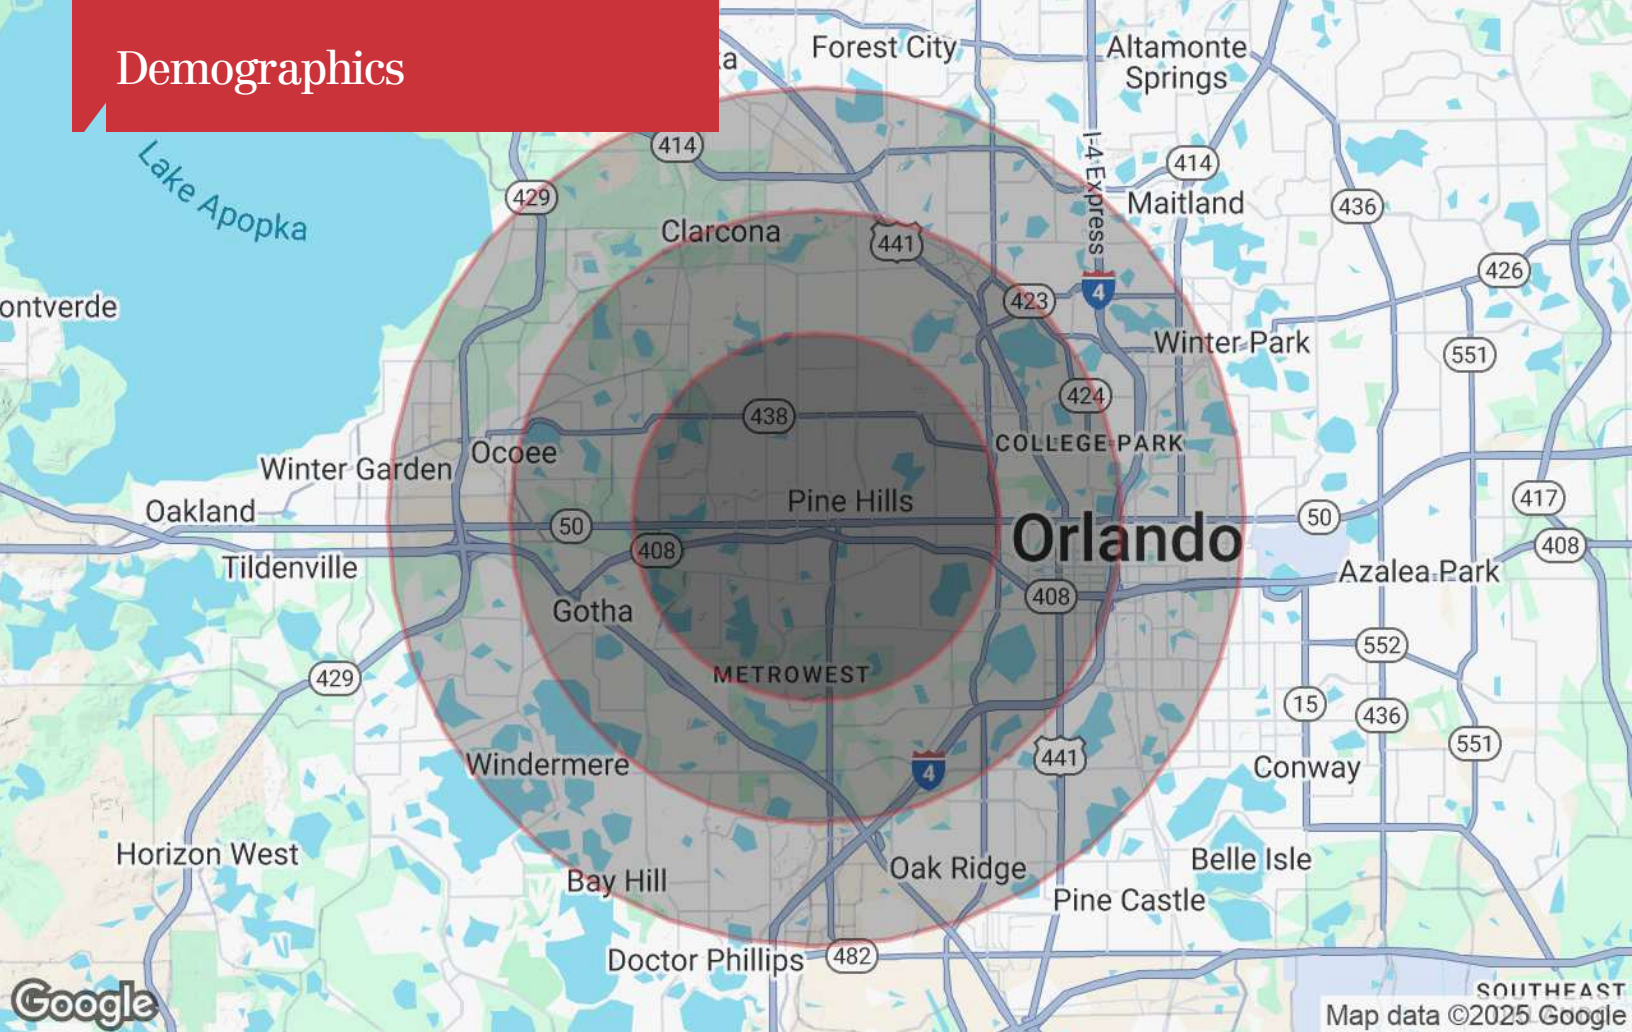 Demographics
ka
Forest City
Altamonte
Springs
414
I-4 Express
414
Lake Apopka
429
Maitland
436
Clarcona
441
426
423
4
ontverde
Winter Park
551
424
438
COLLEGE PARK
Ocoee
Winter Garden
Pine Hills
417
Oakland
50
50
Orlando
408
408
Tildenville
Azalea Park
408
Gotha
552
METROWEST
429
15
436
551
441
Windermere
4
Conway
Horizon West
Belle Isle
Oak Ridge
Bay Hill
Pine Castle
Doctor Phillips
482
SOUTHEAST
Google
Map data ©2025 Google